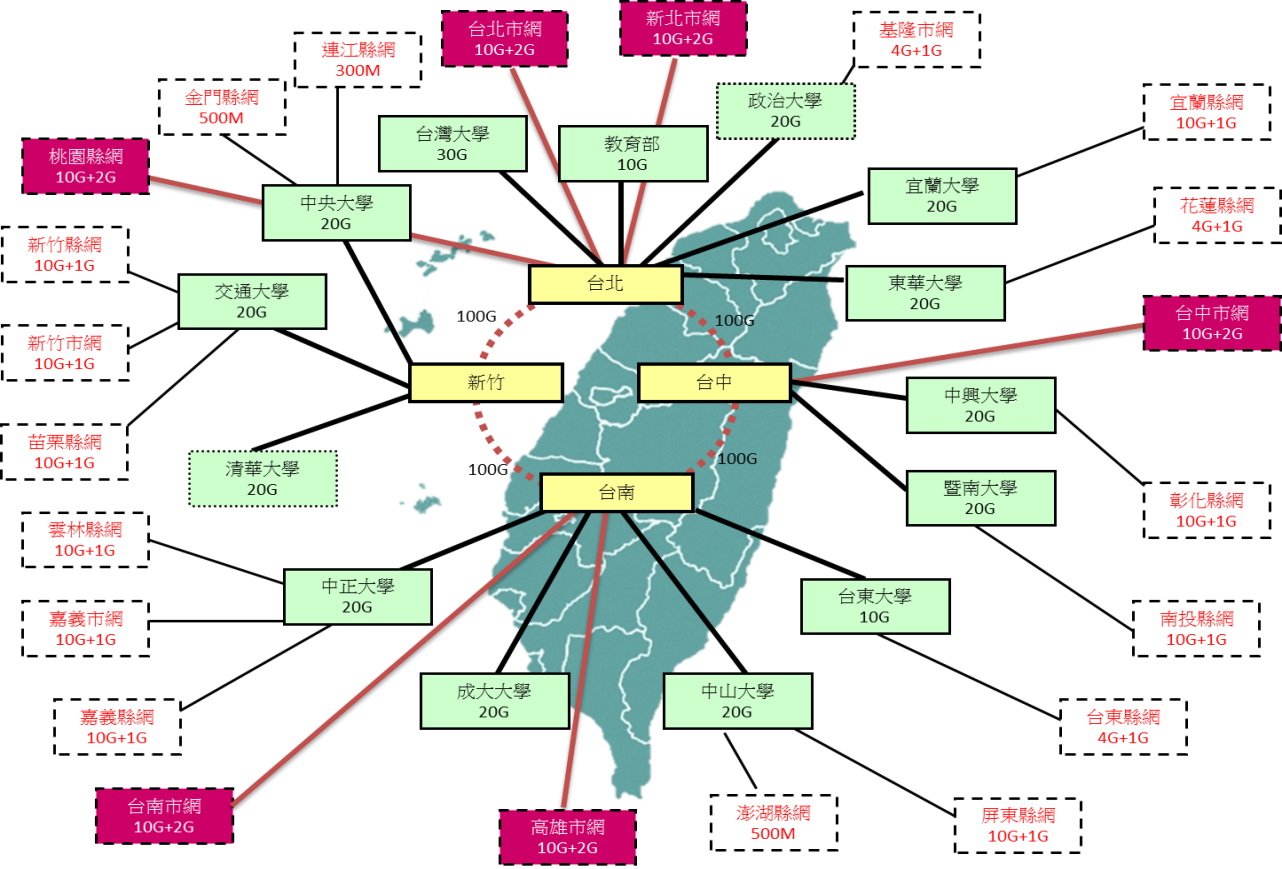 台北市網
10G+2G
新北市網
10G+2G
基隆市網
4G+1G
連江縣網
300M
金門縣網
500M
政治大學
20G
宜蘭縣網
10G+1G
台灣大學
30G
教育部
10G
桃園縣網
10G+2G
中央大學
20G
宜蘭大學
20G
花蓮縣網
4G+1G
新竹縣網
10G+1G
交通大學
20G
台北
東華大學
20G
100G
100G
台中市網
10G+2G
新竹市網
10G+1G
新竹
台中
中興大學
20G
苗栗縣網
10G+1G
清華大學
20G
100G
100G
台南
暨南大學
20G
彰化縣網
10G+1G
雲林縣網
10G+1G
中正大學
20G
台東大學
10G
嘉義市網
10G+1G
南投縣網
10G+1G
成大大學
20G
中山大學
20G
嘉義縣網
10G+1G
台東縣網
4G+1G
台南市網
10G+2G
高雄市網
10G+2G
澎湖縣網
500M
屏東縣網
10G+1G